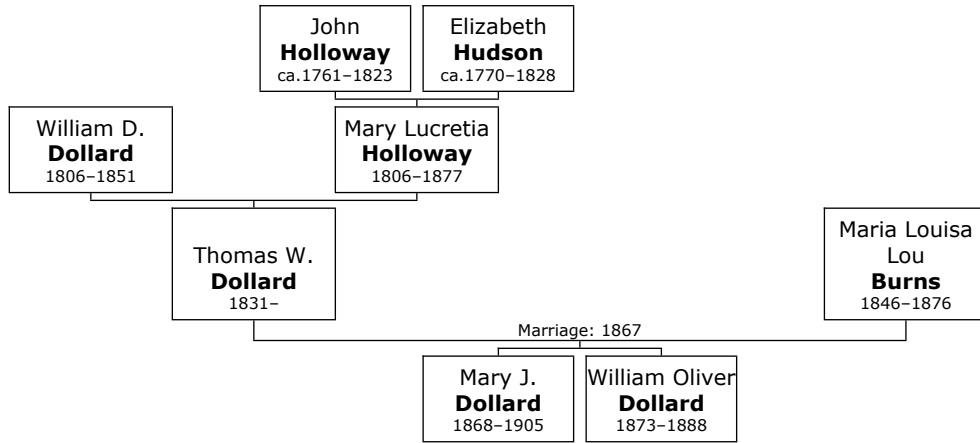 John
Holloway
ca.1761–1823
Elizabeth
Hudson
ca.1770–1828
William D.
Dollard
1806–1851
Mary Lucretia
Holloway
1806–1877
Thomas W.
Dollard
1831–
Maria Louisa
Lou
Burns
1846–1876
Marriage: 1867
Mary J.
Dollard
1868–1905
William Oliver
Dollard
1873–1888